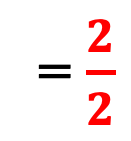 = 2/2